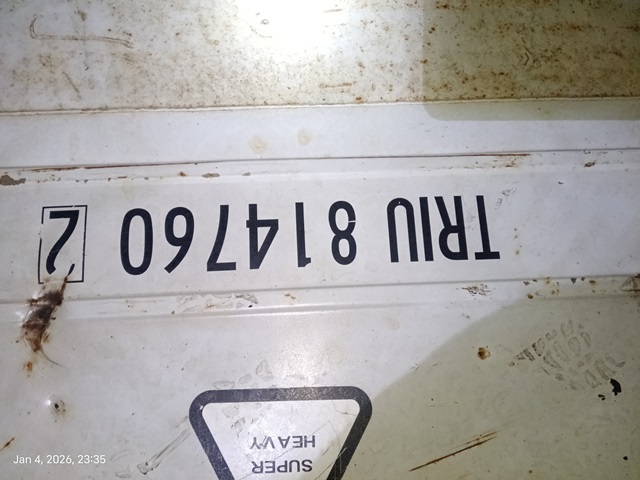 TRIU 814760 2
SUPER
HEAVY
Jan 4, 2026, 23:35